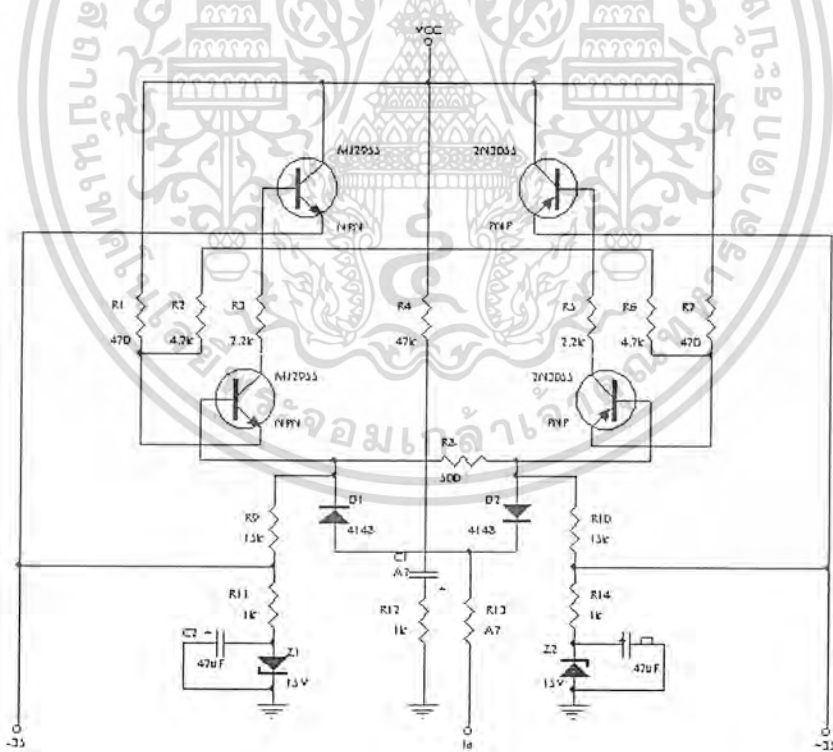 VCC
MJ2955
2N3055
NPN
PNP
R1
R2
R3
R4
R5
R6
R7
470
4.7k
2.2k
47k
2.2k
4.7k
470
MJ2955
2N3055
NPN
PNP
R8
500
R9
15k
D1
4148
D2
4148
R10
15k
C1
R11
1k
R12
1k
R13
R14
1k
C2
47uF
Z1
15V
Z2
15V
47uF
-35